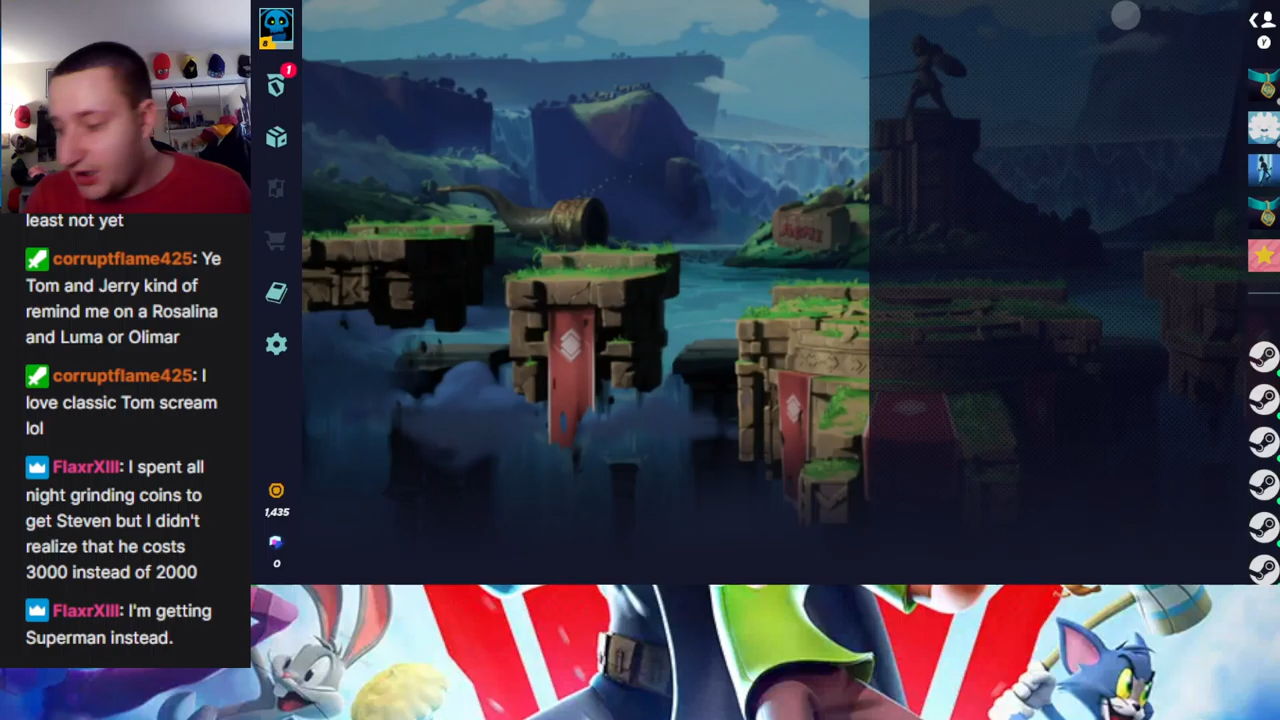 least not yet
corruptflame425: Ye
Tom and Jerry kind of
remind me on a Rosalina
and Luma or Olimar
corruptflame425: I
love classic Tom scream
lol
FlaxrXIII: I spent all
night grinding coins to
get Steven but I didn't
realize that he costs
3000 instead of 2000
FlaxrXIII: I'm getting
Superman instead.
8
1
1,435
0
Y